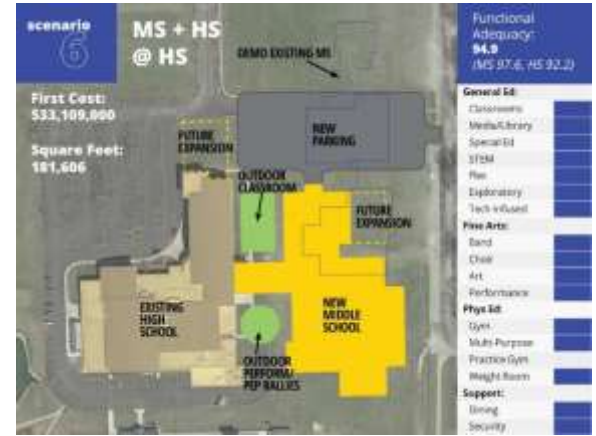 scenario
6
MS + HS
@ HS
First Cost:
$33,109,000
Square Feet:
181,606
DEMO EXISTING MS
FUTURE
EXPANSION
NEW
PARKING
OUTDOOR
CLASSROOM
FUTURE
EXPANSION
EXISTING
HIGH
SCHOOL
NEW
MIDDLE
SCHOOL
OUTDOOR
PERFORM/
PEP RALLIES
Functional
Adequacy:
94.9
(MS 97.6, HS 92.2)
General Ed:
Classrooms
Media/Library
Special Ed
STEM
Flex
Exploratory
Tech Infused
Fine Arts:
Band
Choir
Art
Performance
Phys Ed:
Gym
Multi-Purpose
Practice Gym
Weight Room
Support:
Dining
Security